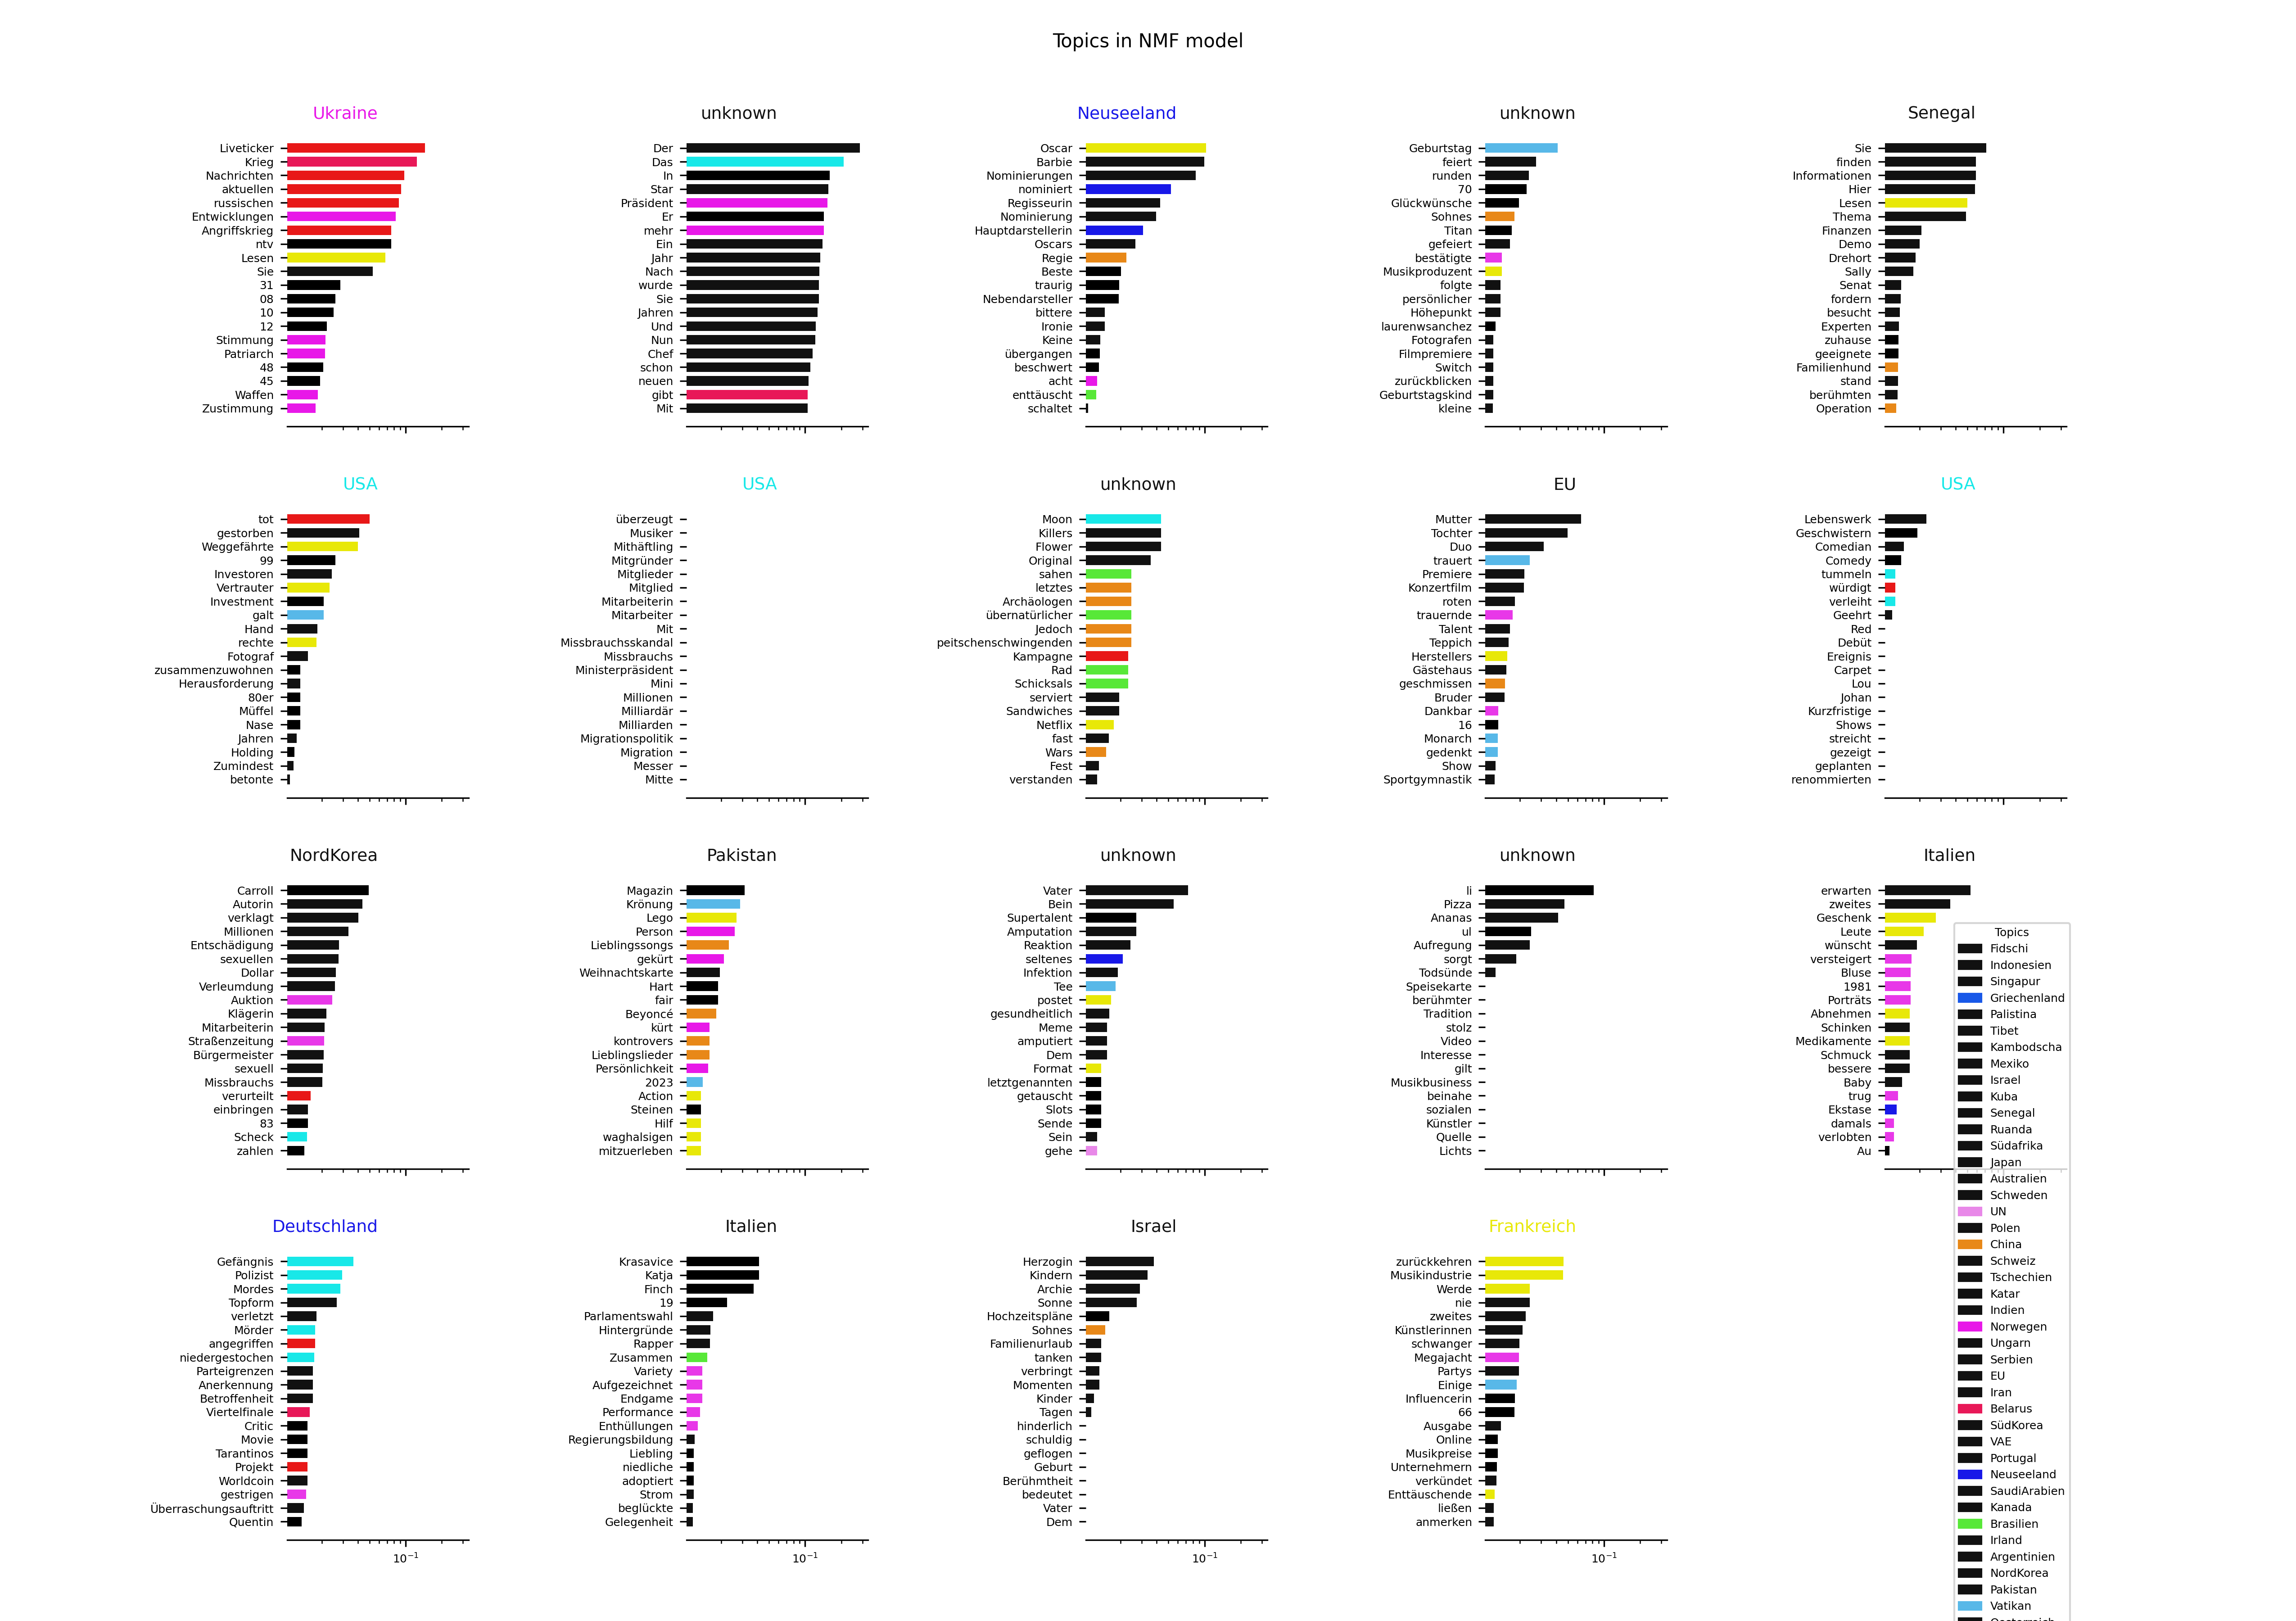 Topics in NMF model
Ukraine
Liveticker
Krieg
Nachrichten
aktuellen
russischen
Entwicklungen
Angriffskrieg
ntv
Lesen
Sie
31
08
10
12
Stimmung
Patriarch
48
45
Waffen
Zustimmung
unknown
Der
Das
In
Star
Präsident
Er
mehr
Ein
Jahr
Nach
wurde
Sie
Jahren
Und
Nun
Chef
schon
neuen
gibt
Mit
Neuseeland
Oscar
Barbie
Nominierungen
nominiert
Regisseurin
Nominierung
Hauptdarstellerin
Oscars
Regie
Beste
traurig
Nebendarsteller
bittere
Ironie
Keine
übergangen
beschwert
acht
enttäuscht
schaltet
unknown
Geburtstag
feiert
runden
70
Glückwünsche
Sohnes
Titan
gefeiert
bestätigte
Musikproduzent
folgte
persönlicher
Höhepunkt
laurenwsanchez
Fotografen
Filmpremiere
Switch
zurückblicken
Geburtstagskind
kleine
Senegal
Sie
finden
Informationen
Hier
Lesen
Thema
Finanzen
Demo
Drehort
Sally
Senat
fordern
besucht
Experten
zuhause
geeignete
Familienhund
stand
berühmten
Operation
USA
tot
gestorben
Weggefährte
99
Investoren
Vertrauter
Investment
galt
Hand
rechte
Fotograf
zusammenzuwohnen
Herausforderung
80er
Müffel
Nase
Jahren
Holding
Zumindest
betonte
USA
überzeugt
Musiker
Mithäftling
Mitgründer
Mitglieder
Mitglied
Mitarbeiterin
Mitarbeiter
Mit
Missbrauchsskandal
Missbrauchs
Ministerpräsident
Mini
Millionen
Milliardär
Milliarden
Migrationspolitik
Migration
Messer
Mitte
unknown
Moon
Killers
Flower
Original
sahen
letztes
Archäologen
übernatürlicher
Jedoch
peitschenschwingenden
Kampagne
Rad
Schicksals
serviert
Sandwiches
Netflix
fast
Wars
Fest
verstanden
EU
Mutter
Tochter
Duo
trauert
Premiere
Konzertfilm
roten
trauernde
Talent
Teppich
Herstellers
Gästehaus
geschmissen
Bruder
Dankbar
16
Monarch
gedenkt
Show
Sportgymnastik
USA
Lebenswerk
Geschwistern
Comedian
Comedy
tummeln
würdigt
verleiht
Geehrt
Red
Debüt
Ereignis
Carpet
Lou
Johan
Kurzfristige
Shows
streicht
gezeigt
geplanten
renommierten
NordKorea
Carroll
Autorin
verklagt
Millionen
Entschädigung
sexuellen
Dollar
Verleumdung
Auktion
Klägerin
Mitarbeiterin
Straßenzeitung
Bürgermeister
sexuell
Missbrauchs
verurteilt
einbringen
83
Scheck
zahlen
Pakistan
Magazin
Krönung
Lego
Person
Lieblingssongs
gekürt
Weihnachtskarte
Hart
fair
Beyoncé
kürt
kontrovers
Lieblingslieder
Persönlichkeit
2023
Action
Steinen
Hilf
waghalsigen
mitzuerleben
unknown
Vater
Bein
Supertalent
Amputation
Reaktion
seltenes
Infektion
Tee
postet
gesundheitlich
Meme
amputiert
Dem
Format
letztgenannten
getauscht
Slots
Sende
Sein
gehe
unknown
li
Pizza
Ananas
ul
Aufregung
sorgt
Todsünde
Speisekarte
berühmter
Tradition
stolz
Video
Interesse
gilt
Musikbusiness
beinahe
sozialen
Künstler
Quelle
Lichts
Italien
erwarten
zweites
Geschenk
Leute
wünscht
versteigert
Bluse
1981
Porträts
Abnehmen
Schinken
Medikamente
Schmuck
bessere
Baby
trug
Ekstase
damals
verlobten
Au
Deutschland
Gefängnis
Polizist
Mordes
Topform
verletzt
Mörder
angegriffen
niedergestochen
Parteigrenzen
Anerkennung
Betroffenheit
Viertelfinale
Critic
Movie
Tarantinos
Projekt
Worldcoin
gestrigen
Überraschungsauftritt
Quentin
10⁻¹
Italien
Krasavice
Katja
Finch
19
Parlamentswahl
Hintergründe
Rapper
Zusammen
Variety
Aufgezeichnet
Endgame
Performance
Enthüllungen
Regierungsbildung
Liebling
niedliche
adoptiert
Strom
beglückte
Gelegenheit
10⁻¹
Israel
Herzogin
Kindern
Archie
Sonne
Hochzeitspläne
Sohnes
Familienurlaub
tanken
verbringt
Momenten
Kinder
Tagen
hinderlich
schuldig
geflogen
Geburt
Berühmtheit
bedeutet
Vater
Dem
10⁻¹
Frankreich
zurückkehren
Musikindustrie
Werde
nie
zweites
Künstlerinnen
schwanger
Megajacht
Partys
Einige
Influencerin
66
Ausgabe
Online
Musikpreise
Unternehmern
verkündet
Enttäuschende
ließen
anmerken
10⁻¹
Topics
Fidschi
Indonesien
Singapur
Griechenland
Palistina
Tibet
Kambodscha
Mexiko
Israel
Kuba
Senegal
Ruanda
Südafrika
Japan
Australien
Schweden
UN
Polen
China
Schweiz
Tschechien
Katar
Indien
Norwegen
Ungarn
Serbien
EU
Iran
Belarus
SüdKorea
VAE
Portugal
Neuseeland
SaudiArabien
Kanada
Brasilien
Irland
Argentinien
NordKorea
Pakistan
Vatikan